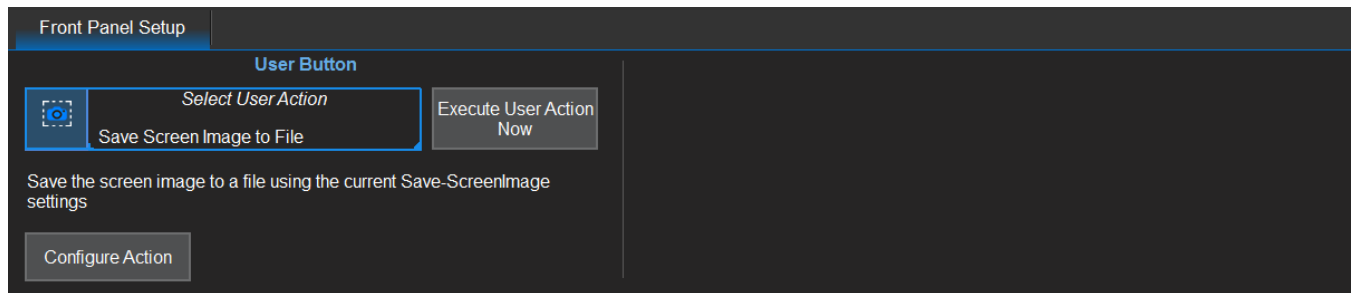 Front Panel Setup
User Button
Select User Action
Save Screen Image to File
Execute User Action
Now
Save the screen image to a file using the current Save-ScreenImage
settings
Configure Action